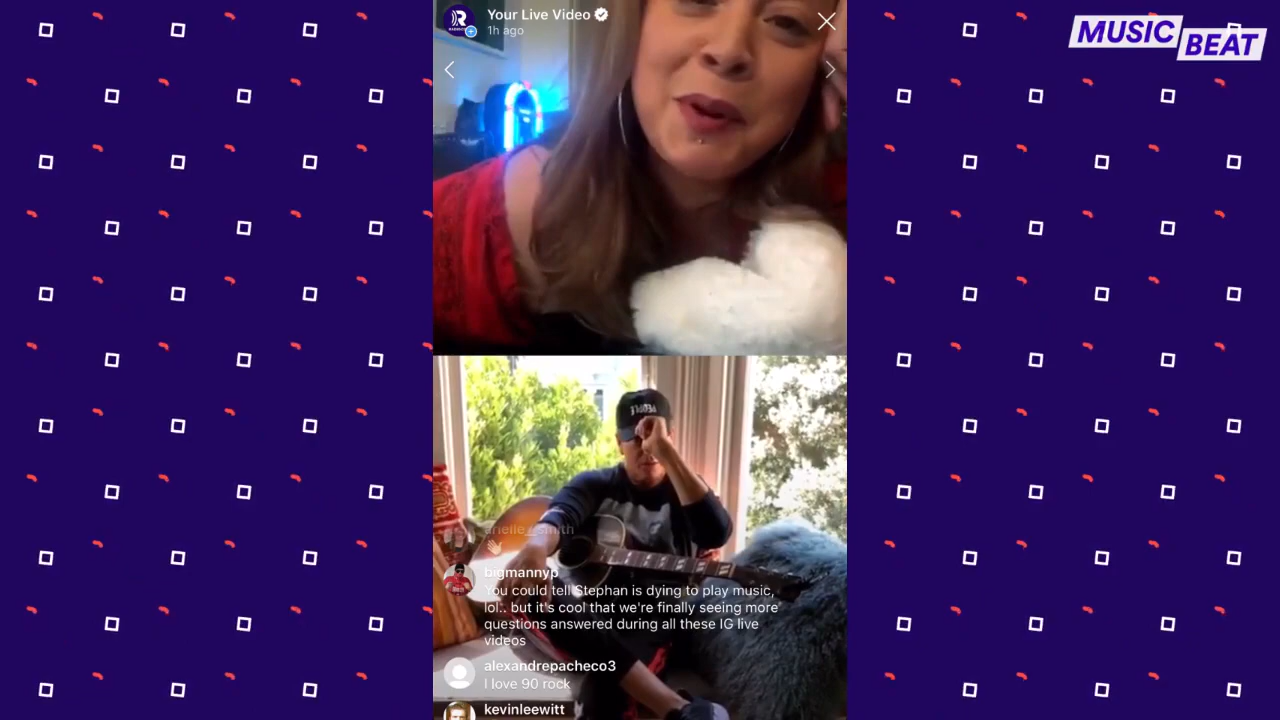 Your Live Video
1h ago
MUSIC
BEAT
arielle_smith
bigmannyp
You could tell Stephan is dying to play music,
lol.. but it's cool that we're finally seeing more
questions answered during all these IG live
videos
alexandrepacheco3
I love 90 rock
kevinleewitt